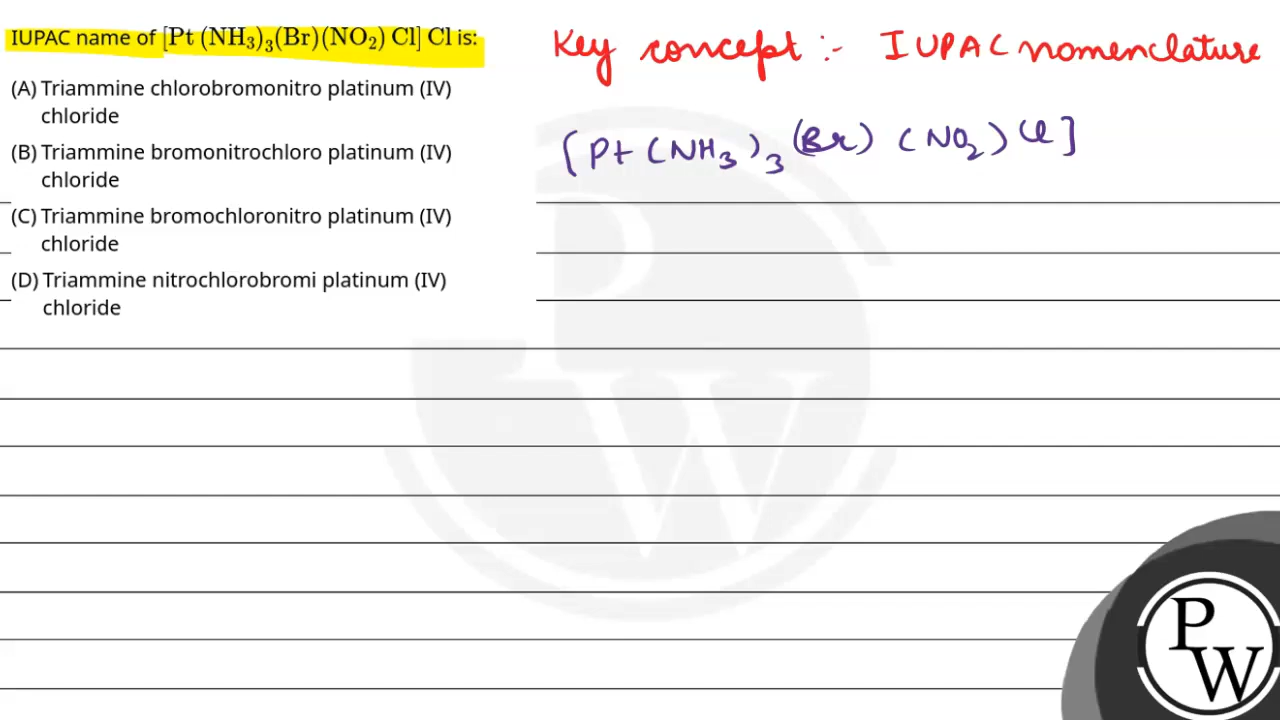 IUPAC name of [Pt (NH₃)₃(Br)(NO₂) Cl] Cl is:
(A) Triammine chlorobromonitro platinum (IV)
chloride
(B) Triammine bromonitrochloro platinum (IV)
chloride
(C) Triammine bromochloronitro platinum (IV)
chloride
(D) Triammine nitrochlorobromi platinum (IV)
chloride
Key concept :- IUPAC nomenclature
[Pt (NH₃)₃ (Br) (NO₂) Cl]
P
W
P
W